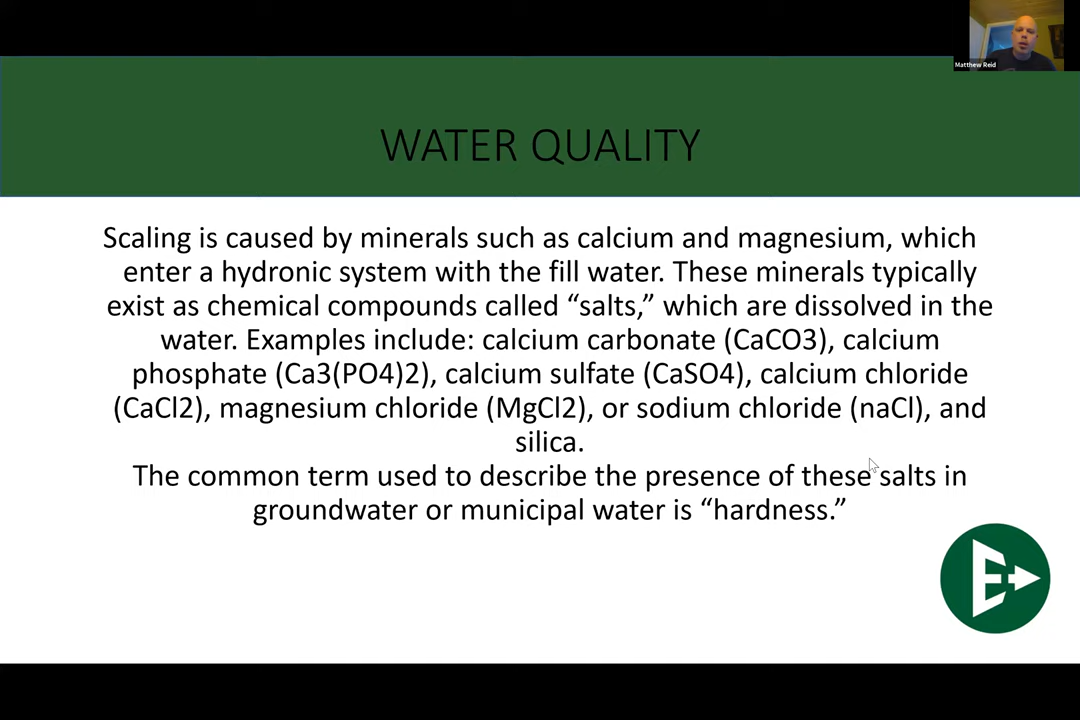 Matthew Reid
WATER QUALITY
Scaling is caused by minerals such as calcium and magnesium, which
enter a hydronic system with the fill water. These minerals typically
exist as chemical compounds called “salts,” which are dissolved in the
water. Examples include: calcium carbonate (CaCO3), calcium
phosphate (Ca3(PO4)2), calcium sulfate (CaSO4), calcium chloride
(CaCl2), magnesium chloride (MgCl2), or sodium chloride (naCl), and
silica.
The common term used to describe the presence of these salts in
groundwater or municipal water is “hardness.”
E